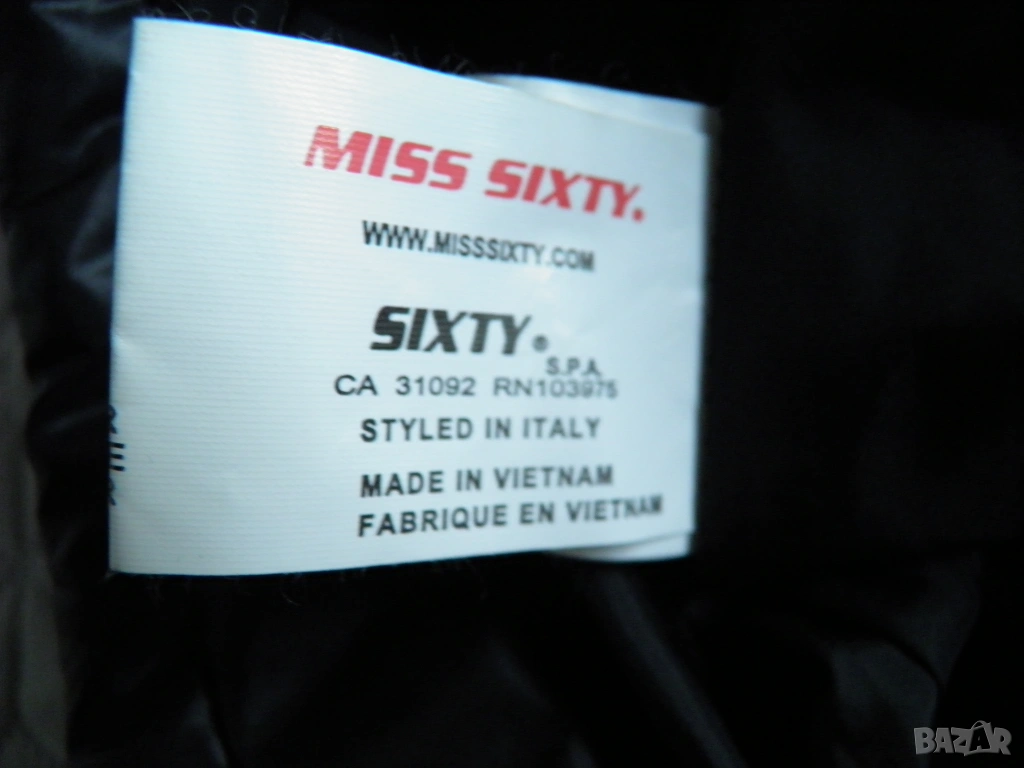 MISS SIXTY.
WWW.MISSSIXTY.COM
SIXTY.®
S.P.A.
CA 31092 RN103975
STYLED IN ITALY
MADE IN VIETNAM
FABRIQUE EN VIETNAM
BAZAR